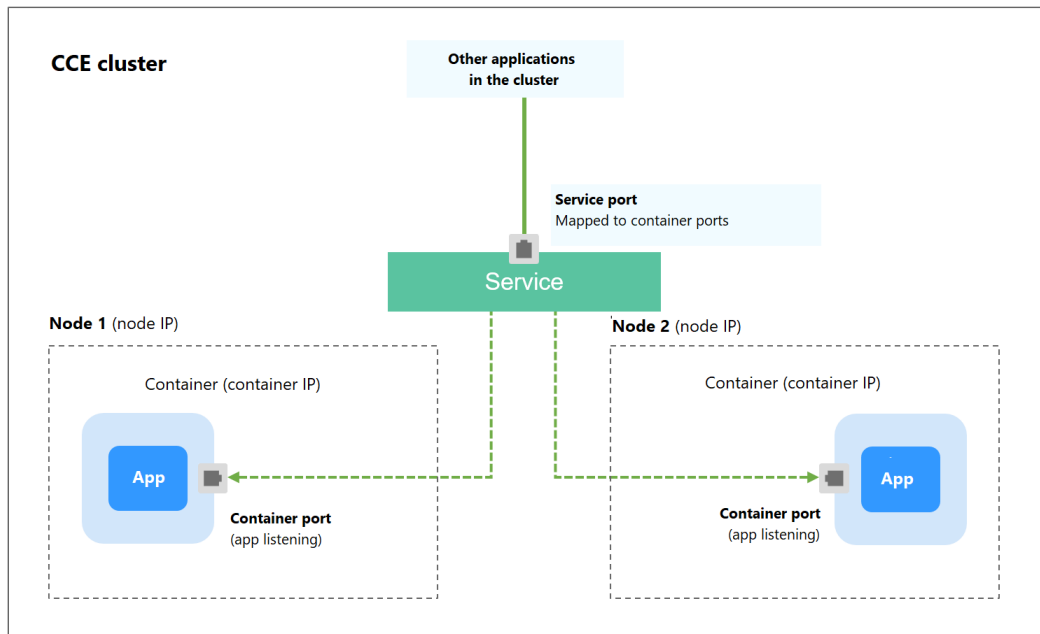 CCE cluster
Other applications
in the cluster
Service port
Mapped to container ports
Service
Node 1 (node IP)
Container (container IP)
App
Container port
(app listening)
Node 2 (node IP)
Container (container IP)
App
Container port
(app listening)